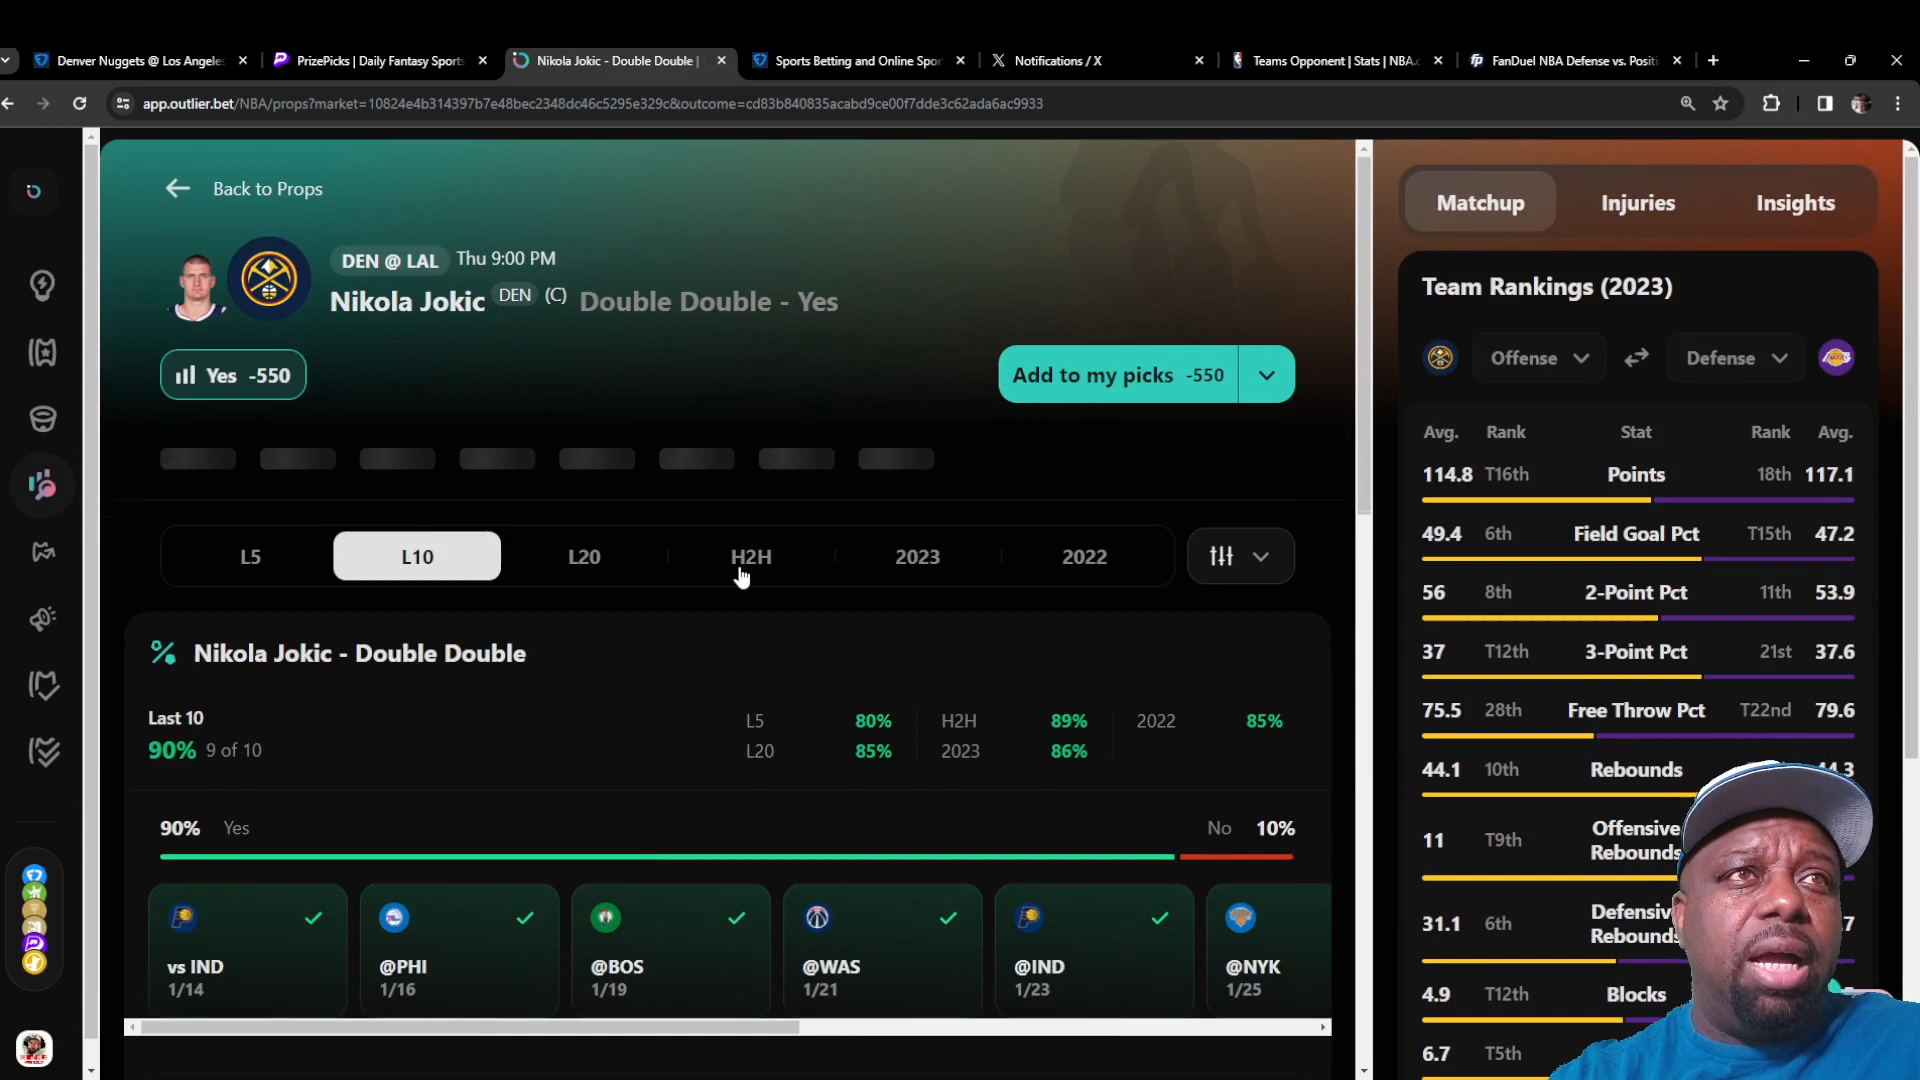 Denver Nuggets @ Los Angeles
PrizePicks | Daily Fantasy Sports
Nikola Jokic - Double Double |
Sports Betting and Online Spor
Notifications / X
Teams Opponent | Stats | NBA.c
FanDuel NBA Defense vs. Positi
app.outlier.bet/NBA/props?market=10824e4b314397b7e48bec2348dc46c5295e329c&outcome=cd83b840835acabd9ce00f7dde3c62ada6ac9933
Back to Props
DEN @ LAL Thu 9:00 PM
Nikola Jokic DEN (C) Double Double - Yes
Yes -550
Add to my picks -550
L5 L10 L20 H2H 2023 2022
Nikola Jokic - Double Double
Last 10
90% 9 of 10
L5 80% H2H 89% 2022 85%
L20 85% 2023 86%
90% Yes No 10%
vs IND
1/14
@PHI
1/16
@BOS
1/19
@WAS
1/21
@IND
1/23
@NYK
1/25
Matchup Injuries Insights
Team Rankings (2023)
Offense Defense
Avg. Rank Stat Rank Avg.
114.8 T16th Points 18th 117.1
49.4 6th Field Goal Pct T15th 47.2
56 8th 2-Point Pct 11th 53.9
37 T12th 3-Point Pct 21st 37.6
75.5 28th Free Throw Pct T22nd 79.6
44.1 10th Rebounds
11 T9th Offensive
Rebounds
31.1 6th Defensive
Rebounds
4.9 T12th Blocks
6.7 T5th